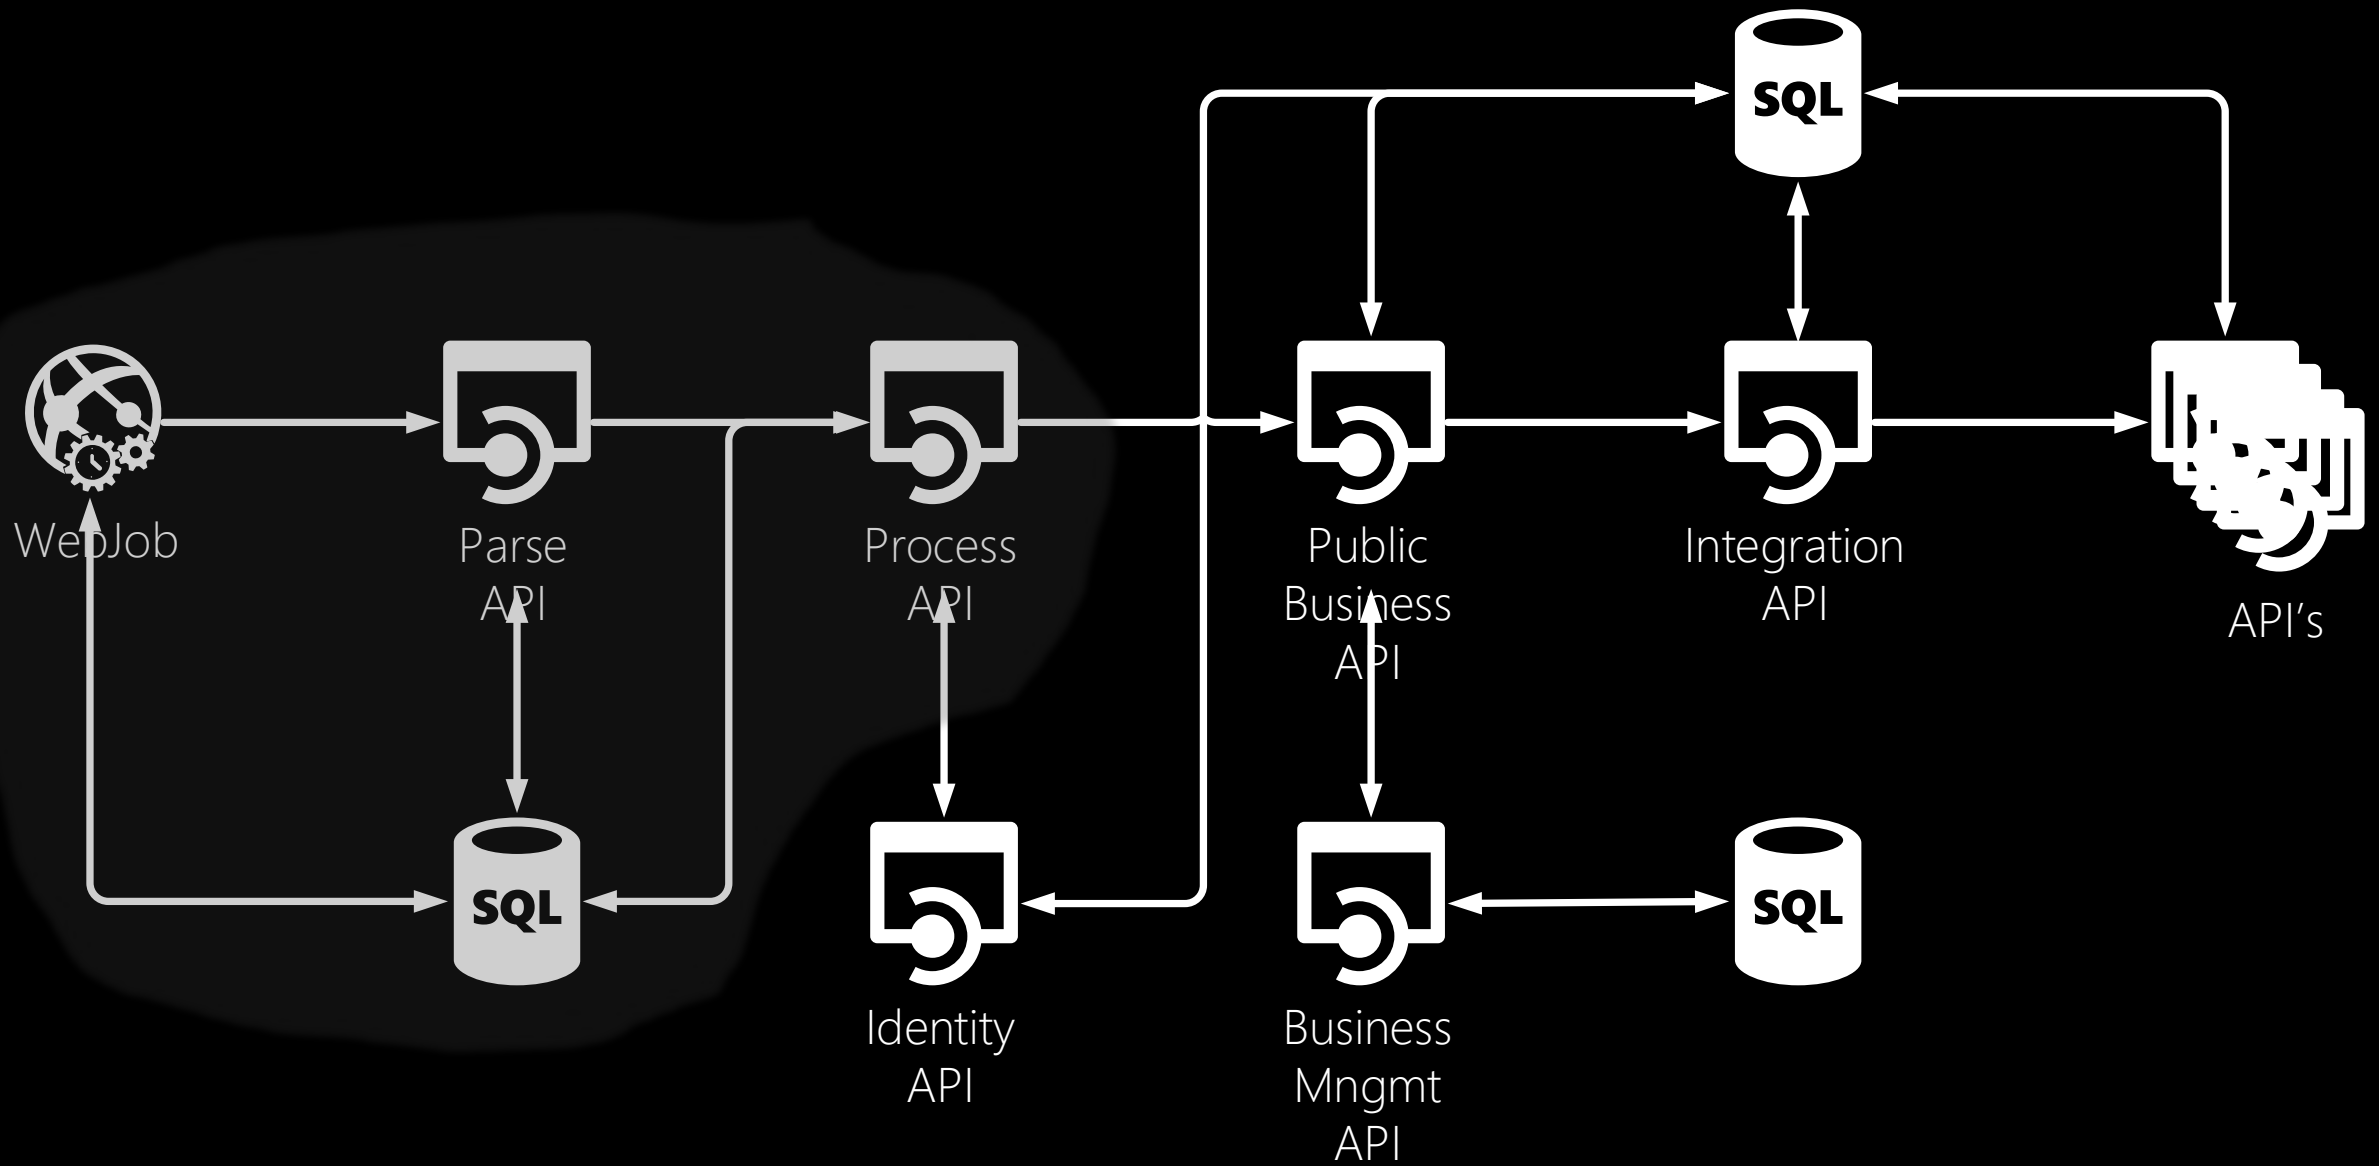 SQL
WebJob
Parse
API
Process
API
Public
Business
API
Integration
API
API’s
SQL
SQL
Identity
API
Business
Mngmt
API